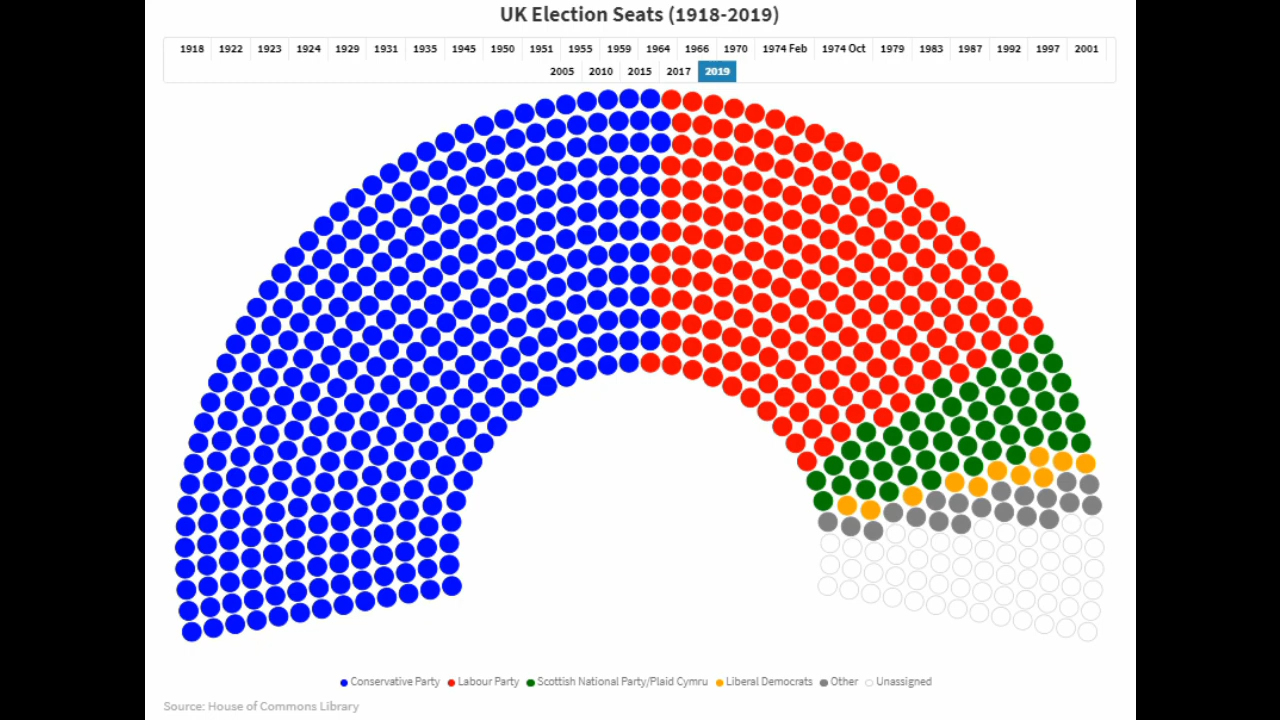 UK Election Seats (1918-2019)
1918 1922 1923 1924 1929 1931 1935 1945 1950 1951 1955 1959 1964 1966 1970 1974 Feb 1974 Oct 1979 1983 1987 1992 1997 2001
2005 2010 2015 2017 2019
Conservative Party Labour Party Scottish National Party/Plaid Cymru Liberal Democrats Other Unassigned
Source: House of Commons Library